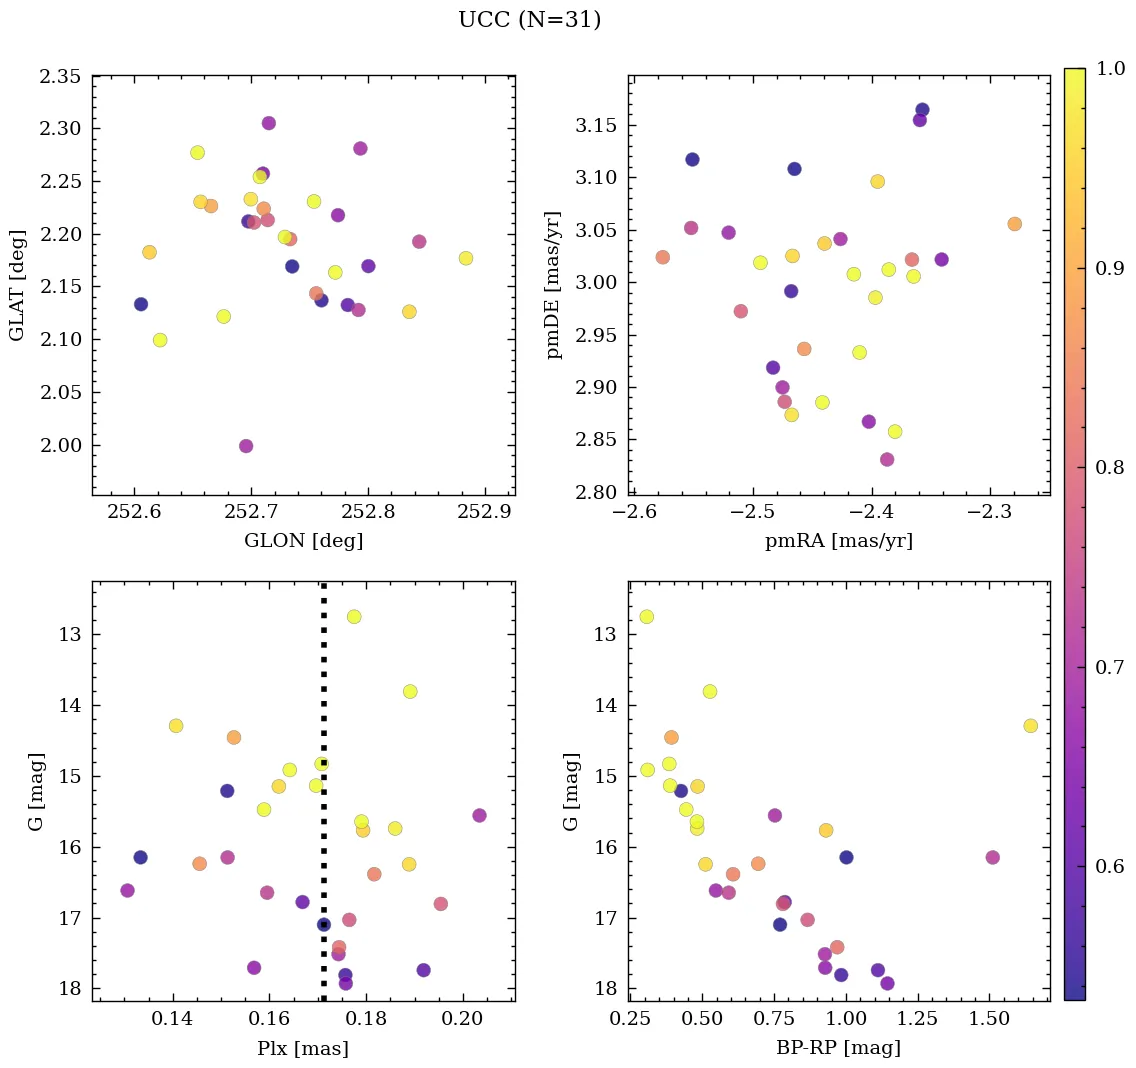 UCC (N=31)
2.35
2.30
2.25
2.20
2.15
2.10
2.05
2.00
GLAT [deg]
252.6 252.7 252.8 252.9
GLON [deg]
3.15
3.10
3.05
3.00
2.95
2.90
2.85
2.80
pmDE [mas/yr]
−2.6 −2.5 −2.4 −2.3
pmRA [mas/yr]
13
14
15
16
17
18
G [mag]
0.14 0.16 0.18 0.20
Plx [mas]
13
14
15
16
17
18
G [mag]
0.25 0.50 0.75 1.00 1.25 1.50
BP-RP [mag]
1.0
0.9
0.8
0.7
0.6